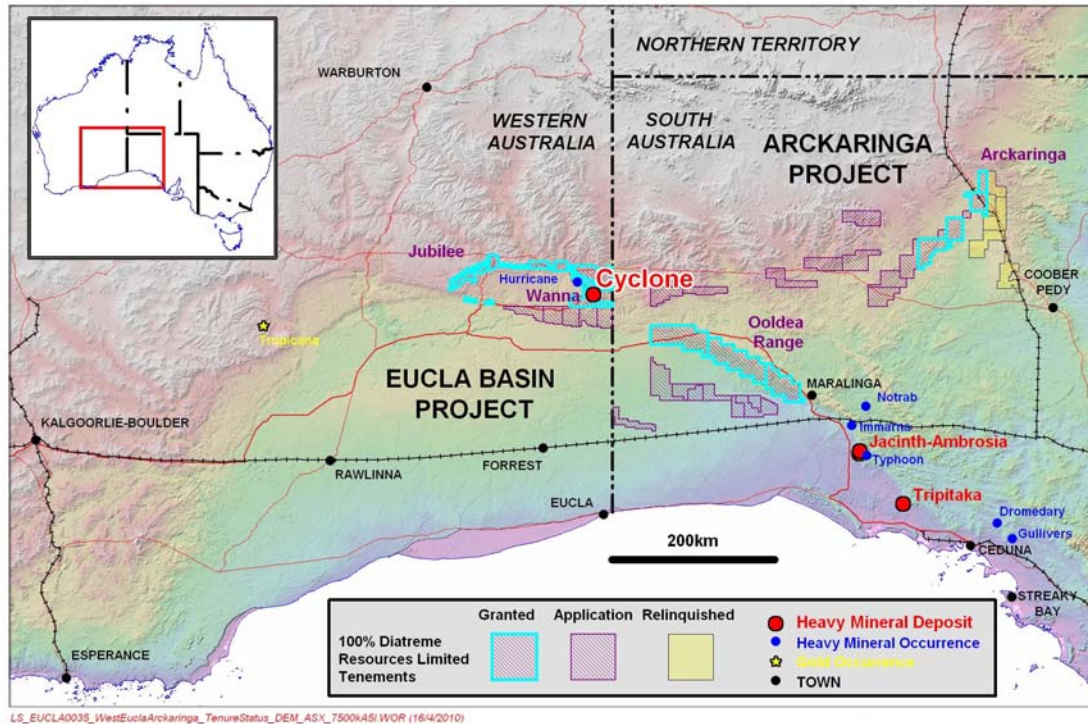 NORTHERN TERRITORY
WARBURTON
WESTERN
AUSTRALIA
SOUTH
AUSTRALIA
ARCKARINGA
PROJECT
Arckaringa
Jubilee
Hurricane
Cyclone
Wanna
COOBER
PEDY
Tropicana
Ooldea
Range
EUCLA BASIN
PROJECT
MARALINGA
Notrab
KALGOORLIE-BOULDER
Immarna
Jacinth-Ambrosia
Typhoon
RAWLINNA
FORREST
Tripitaka
EUCLA
Dromedary
Gullivers
200km
CEDUNA
STREAKY
BAY
ESPERANCE
Granted
Application
Relinquished
100% Diatreme
Resources Limited
Tenements
Heavy Mineral Deposit
Heavy Mineral Occurrence
Gold Occurrence
TOWN
LS_EUCLA0035_WestEuclaArckaringa_TenureStatus_DEM_ASX_7500kA5l.WOR (16/4/2010)